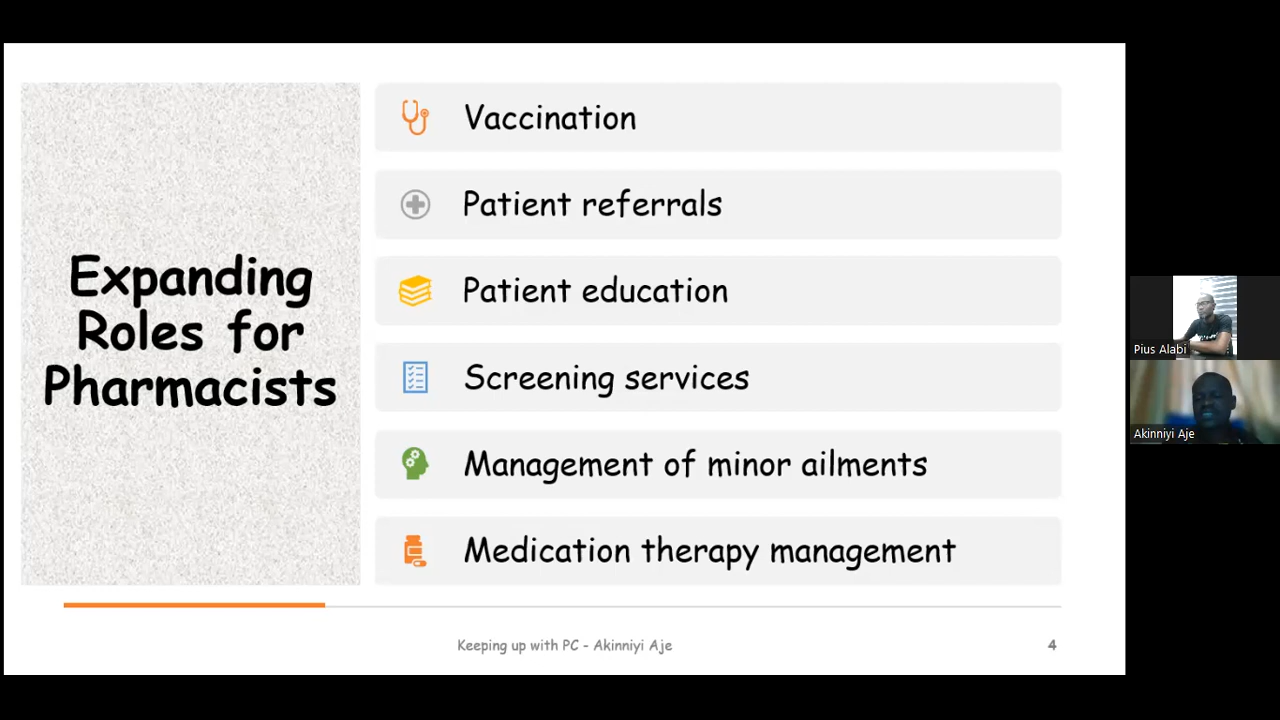 Expanding
Roles for
Pharmacists
Vaccination
Patient referrals
Patient education
Screening services
Management of minor ailments
Medication therapy management
Keeping up with PC - Akinniyi Aje
4
Pius Alabi
Akinniyi Aje